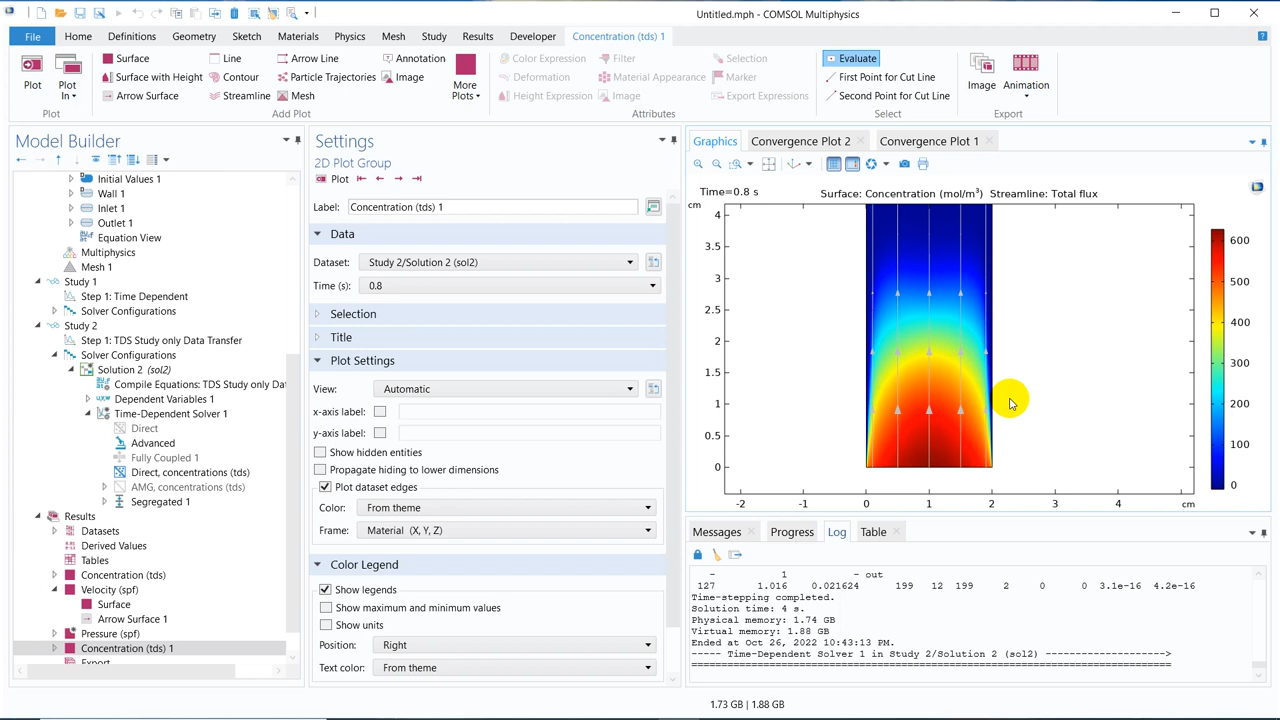 Untitled.mph - COMSOL Multiphysics
File Home Definitions Geometry Sketch Materials Physics Mesh Study Results Developer Concentration (tds) 1
Plot
Plot In
Surface
Surface with Height
Arrow Surface
Line
Contour
Streamline
Arrow Line
Particle Trajectories
Mesh
Annotation
Image
More Plots
Color Expression
Deformation
Height Expression
Filter
Material Appearance
Image
Selection
Marker
Export Expressions
Evaluate
First Point for Cut Line
Second Point for Cut Line
Image
Animation
Plot
Add Plot
Attributes
Select
Export
Model Builder
Initial Values 1
Wall 1
Inlet 1
Outlet 1
Equation View
Multiphysics
Mesh 1
Study 1
Step 1: Time Dependent
Solver Configurations
Study 2
Step 1: TDS Study only Data Transfer
Solver Configurations
Solution 2 (sol2)
Compile Equations: TDS Study only Dat
Dependent Variables 1
Time-Dependent Solver 1
Direct
Advanced
Fully Coupled 1
Direct, concentrations (tds)
AMG, concentrations (tds)
Segregated 1
Results
Datasets
Derived Values
Tables
Concentration (tds)
Velocity (spf)
Surface
Arrow Surface 1
Pressure (spf)
Concentration (tds) 1
Export
Settings
2D Plot Group
Plot
Label: Concentration (tds) 1
Data
Dataset: Study 2/Solution 2 (sol2)
Time (s): 0.8
Selection
Title
Plot Settings
View: Automatic
x-axis label:
y-axis label:
Show hidden entities
Propagate hiding to lower dimensions
Plot dataset edges
Color: From theme
Frame: Material (X, Y, Z)
Color Legend
Show legends
Show maximum and minimum values
Show units
Position: Right
Text color: From theme
Graphics Convergence Plot 2 Convergence Plot 1
Time=0.8 s Surface: Concentration (mol/m³) Streamline: Total flux
cm
4
3.5
3
2.5
2
1.5
1
0.5
0
-2 -1 0 1 2 3 4 cm
600
500
400
300
200
100
0
Messages Progress Log Table
- 1 - out
127 1.016 0.021624 199 12 199 2 0 0 3.1e-16 4.2e-16
Time-stepping completed.
Solution time: 4 s.
Physical memory: 1.74 GB
Virtual memory: 1.88 GB
Ended at Oct 26, 2022 10:43:13 PM.
----- Time-Dependent Solver 1 in Study 2/Solution 2 (sol2) -------------------->
1.73 GB | 1.88 GB